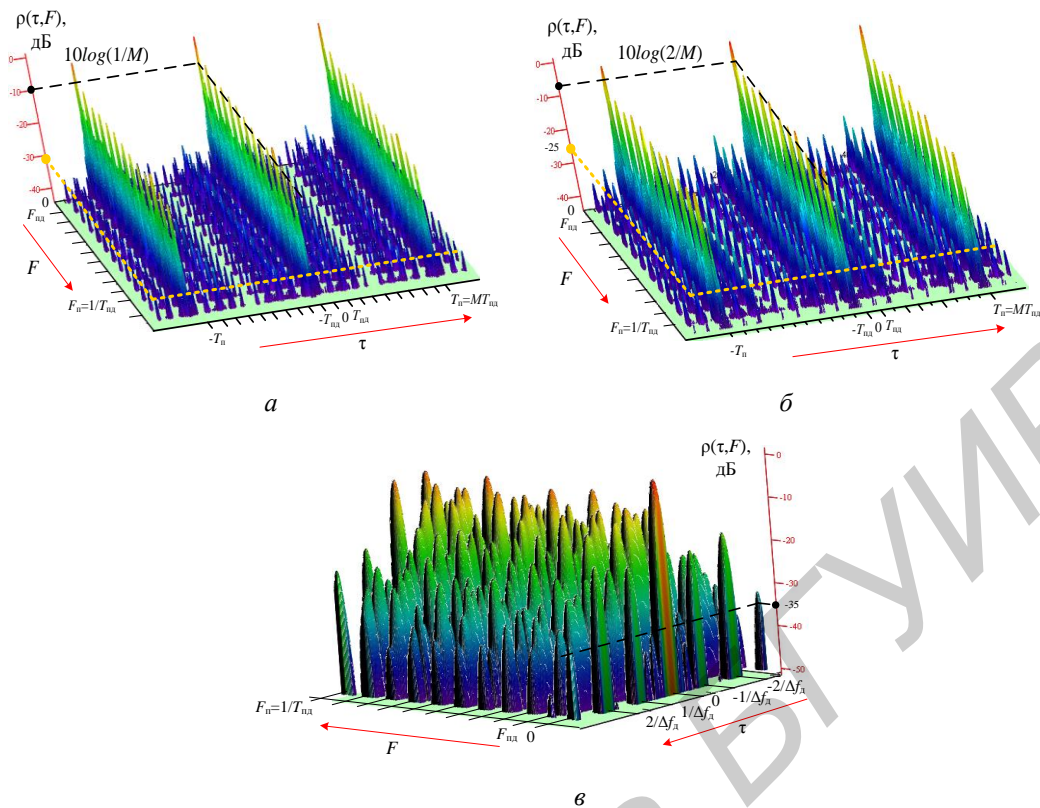 ρ(τ,F),
дБ
10log(1/M)
0
-10
-20
-30
-40
0
Fпд
F
Fп=1/Tпд
-Tп
-Tпд 0 Tпд
Tп=MTпд
τ
а
ρ(τ,F),
дБ
10log(2/M)
0
-10
-20
-25
-30
-40
0
Fпд
F
Fп=1/Tпд
-Tп
-Tпд 0 Tпд
Tп=MTпд
τ
б
ρ(τ,F),
дБ
0
-10
-20
-30
-35
-40
-50
Fп=1/Tпд
F
Fпд
0
2/Δfд
1/Δfд
0
-1/Δfд
-2/Δfд
τ
в
БГУИР